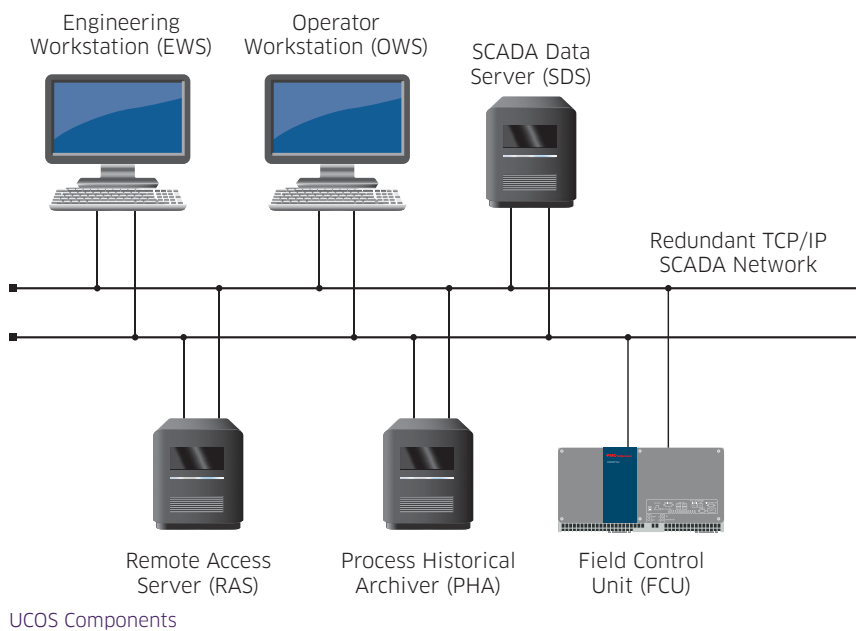 Engineering
Workstation (EWS)
Operator
Workstation (OWS)
SCADA Data
Server (SDS)
Redundant TCP/IP
SCADA Network
Remote Access
Server (RAS)
Process Historical
Archiver (PHA)
Field Control
Unit (FCU)
UCOS Components